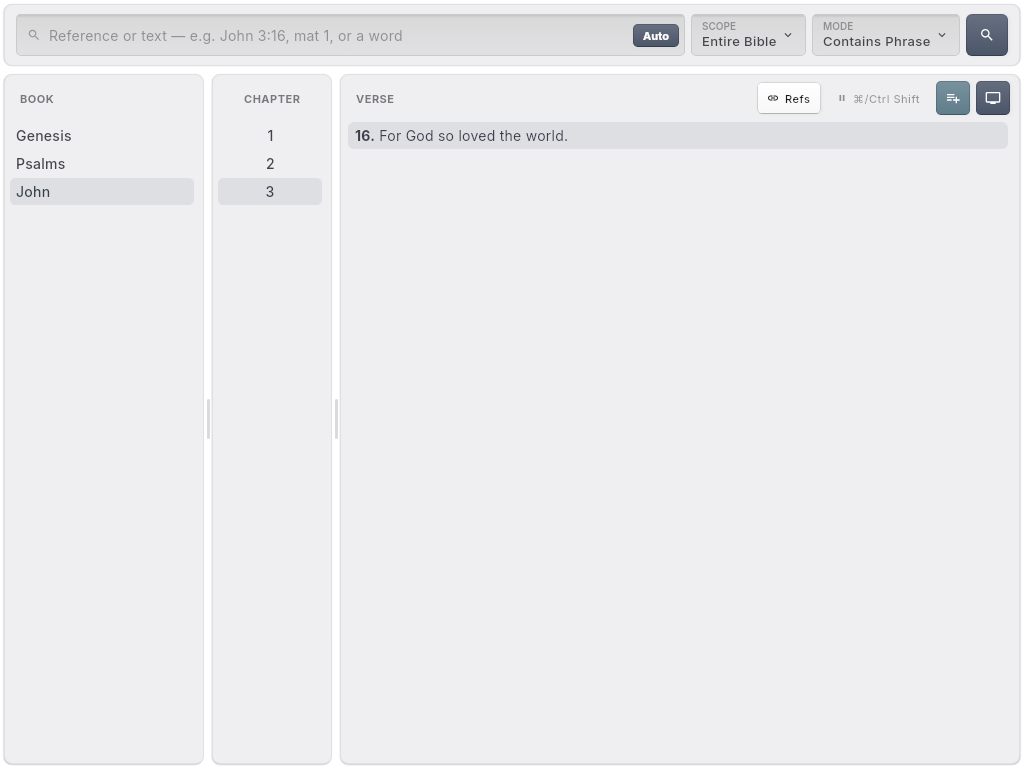 Reference or text — e.g. John 3:16, mat 1, or a word
Auto
SCOPE
Entire Bible
MODE
Contains Phrase
BOOK
CHAPTER
VERSE
Refs
⌘/Ctrl Shift
Genesis
Psalms
John
1
2
3
16. For God so loved the world.